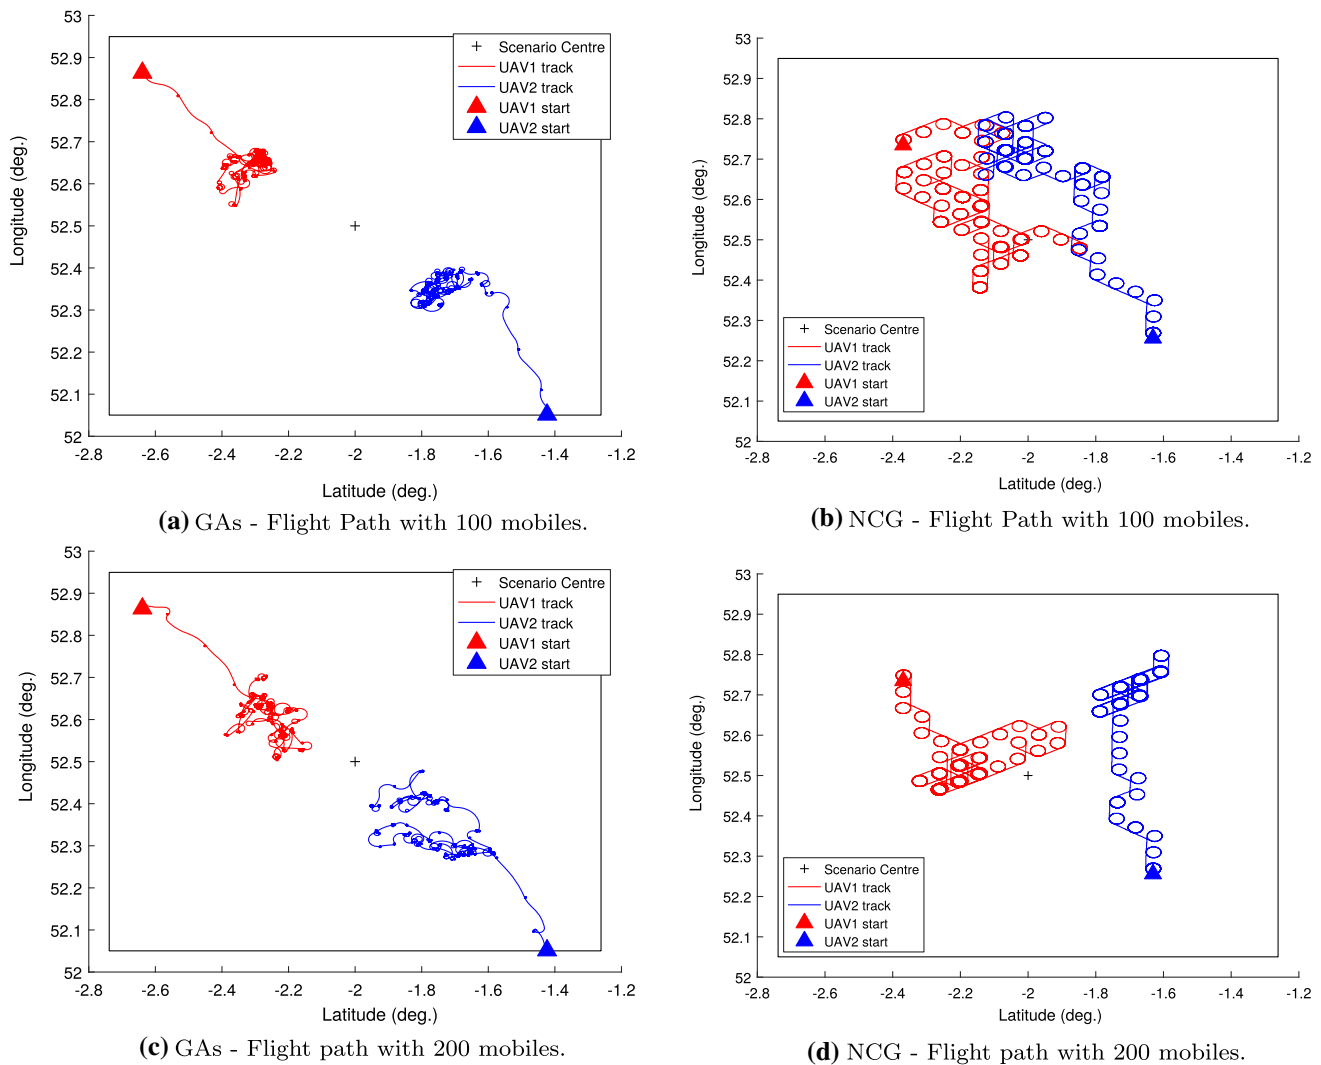 53
52.9
52.8
52.7
52.6
52.5
52.4
52.3
52.2
52.1
52
-2.8
-2.6
-2.4
-2.2
-2
-1.8
-1.6
-1.4
-1.2
Longitude (deg.)
Latitude (deg.)
Scenario Centre
UAV1 track
UAV2 track
UAV1 start
UAV2 start
(a) GAs - Flight Path with 100 mobiles.
53
52.9
52.8
52.7
52.6
52.5
52.4
52.3
52.2
52.1
52
-2.8
-2.6
-2.4
-2.2
-2
-1.8
-1.6
-1.4
-1.2
Longitude (deg.)
Latitude (deg.)
Scenario Centre
UAV1 track
UAV2 track
UAV1 start
UAV2 start
(b) NCG - Flight Path with 100 mobiles.
53
52.9
52.8
52.7
52.6
52.5
52.4
52.3
52.2
52.1
52
-2.8
-2.6
-2.4
-2.2
-2
-1.8
-1.6
-1.4
-1.2
Longitude (deg.)
Latitude (deg.)
Scenario Centre
UAV1 track
UAV2 track
UAV1 start
UAV2 start
(c) GAs - Flight path with 200 mobiles.
53
52.9
52.8
52.7
52.6
52.5
52.4
52.3
52.2
52.1
52
-2.8
-2.6
-2.4
-2.2
-2
-1.8
-1.6
-1.4
-1.2
Longitude (deg.)
Latitude (deg.)
Scenario Centre
UAV1 track
UAV2 track
UAV1 start
UAV2 start
(d) NCG - Flight path with 200 mobiles.